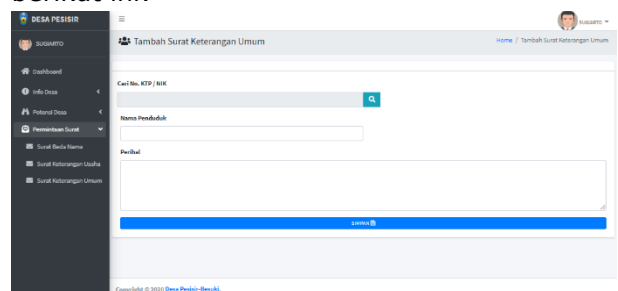 DESA PESISIR
SUGIARTO
SUGIARTO
Tambah Surat Keterangan Umum
Home / Tambah Surat Keterangan Umum
Dashboard
Info Desa
Potensi Desa
Permintaan Surat
Surat Beda Nama
Surat Keterangan Usaha
Surat Keterangan Umum
Cari No. KTP / NIK
Nama Penduduk
Perihal
SIMPAN
Copyright © 2020 Desa Pesisir-Besuki.